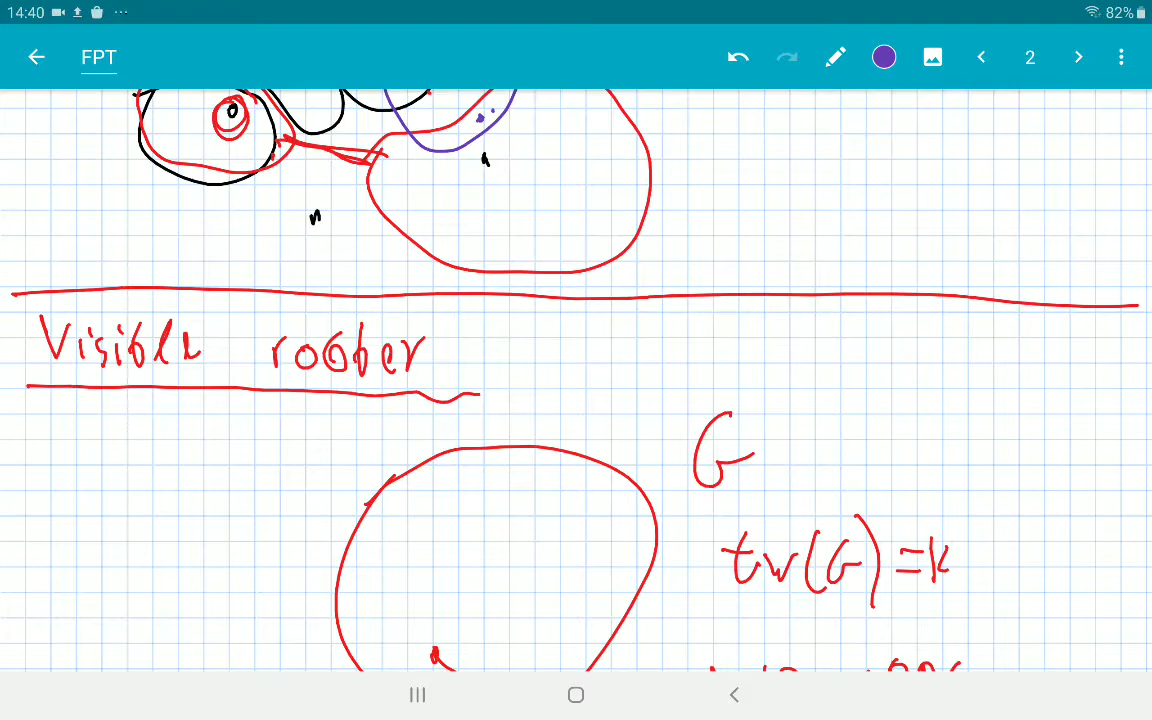 14:40 ... 82%
FPT 2
n
Visible robber
G
tw(G)=k